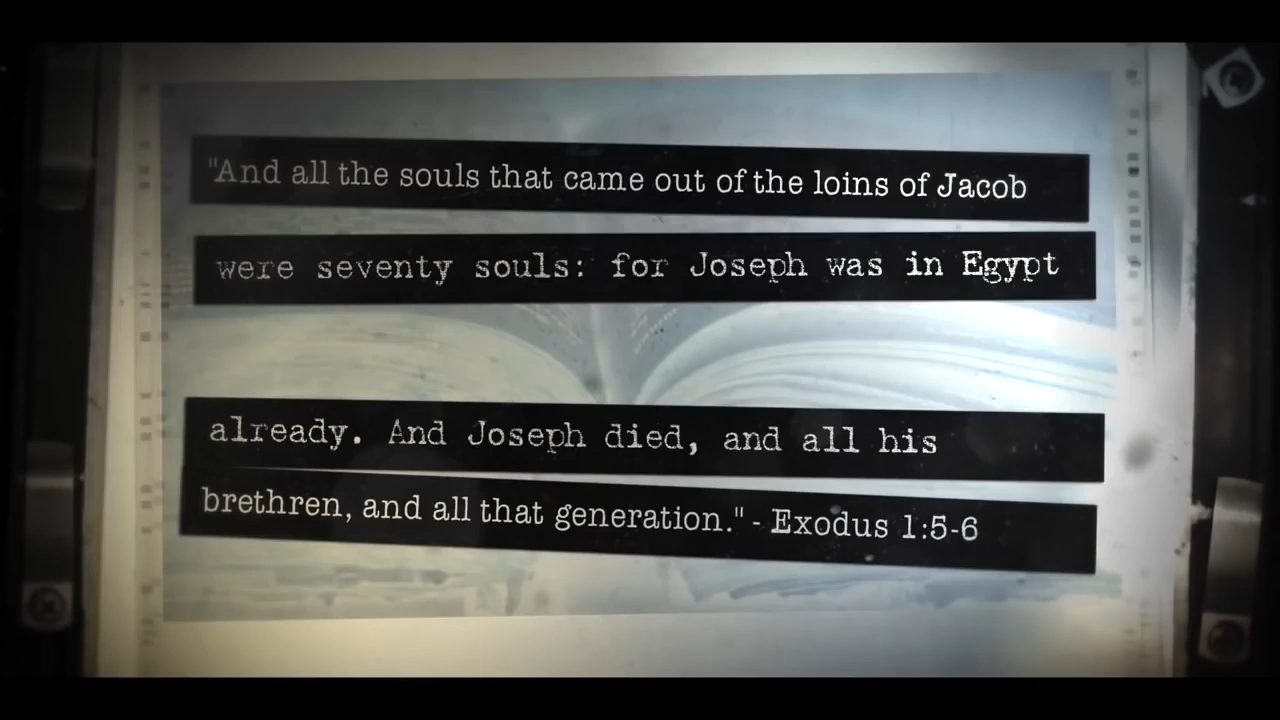 "And all the souls that came out of the loins of Jacob
were seventy souls: for Joseph was in Egypt
already. And Joseph died, and all his
brethren, and all that generation." - Exodus 1:5-6